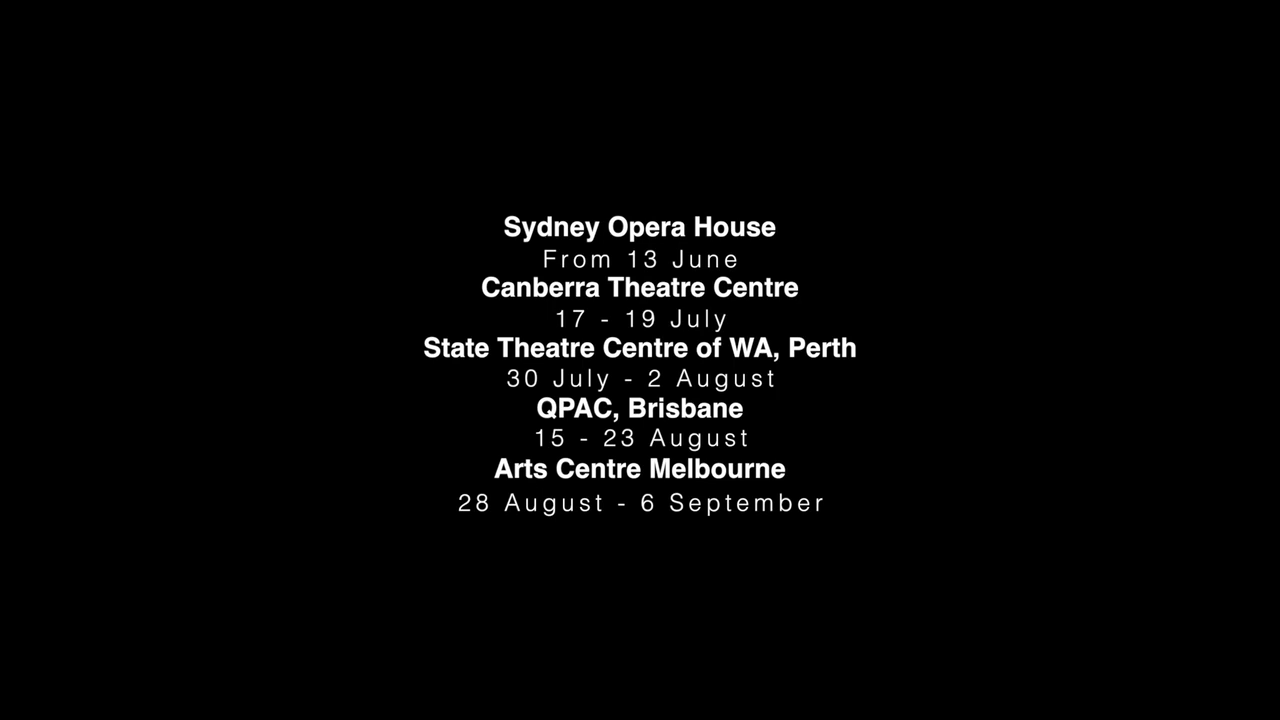 Sydney Opera House
From 13 June
Canberra Theatre Centre
17 - 19 July
State Theatre Centre of WA, Perth
30 July - 2 August
QPAC, Brisbane
15 - 23 August
Arts Centre Melbourne
28 August - 6 September